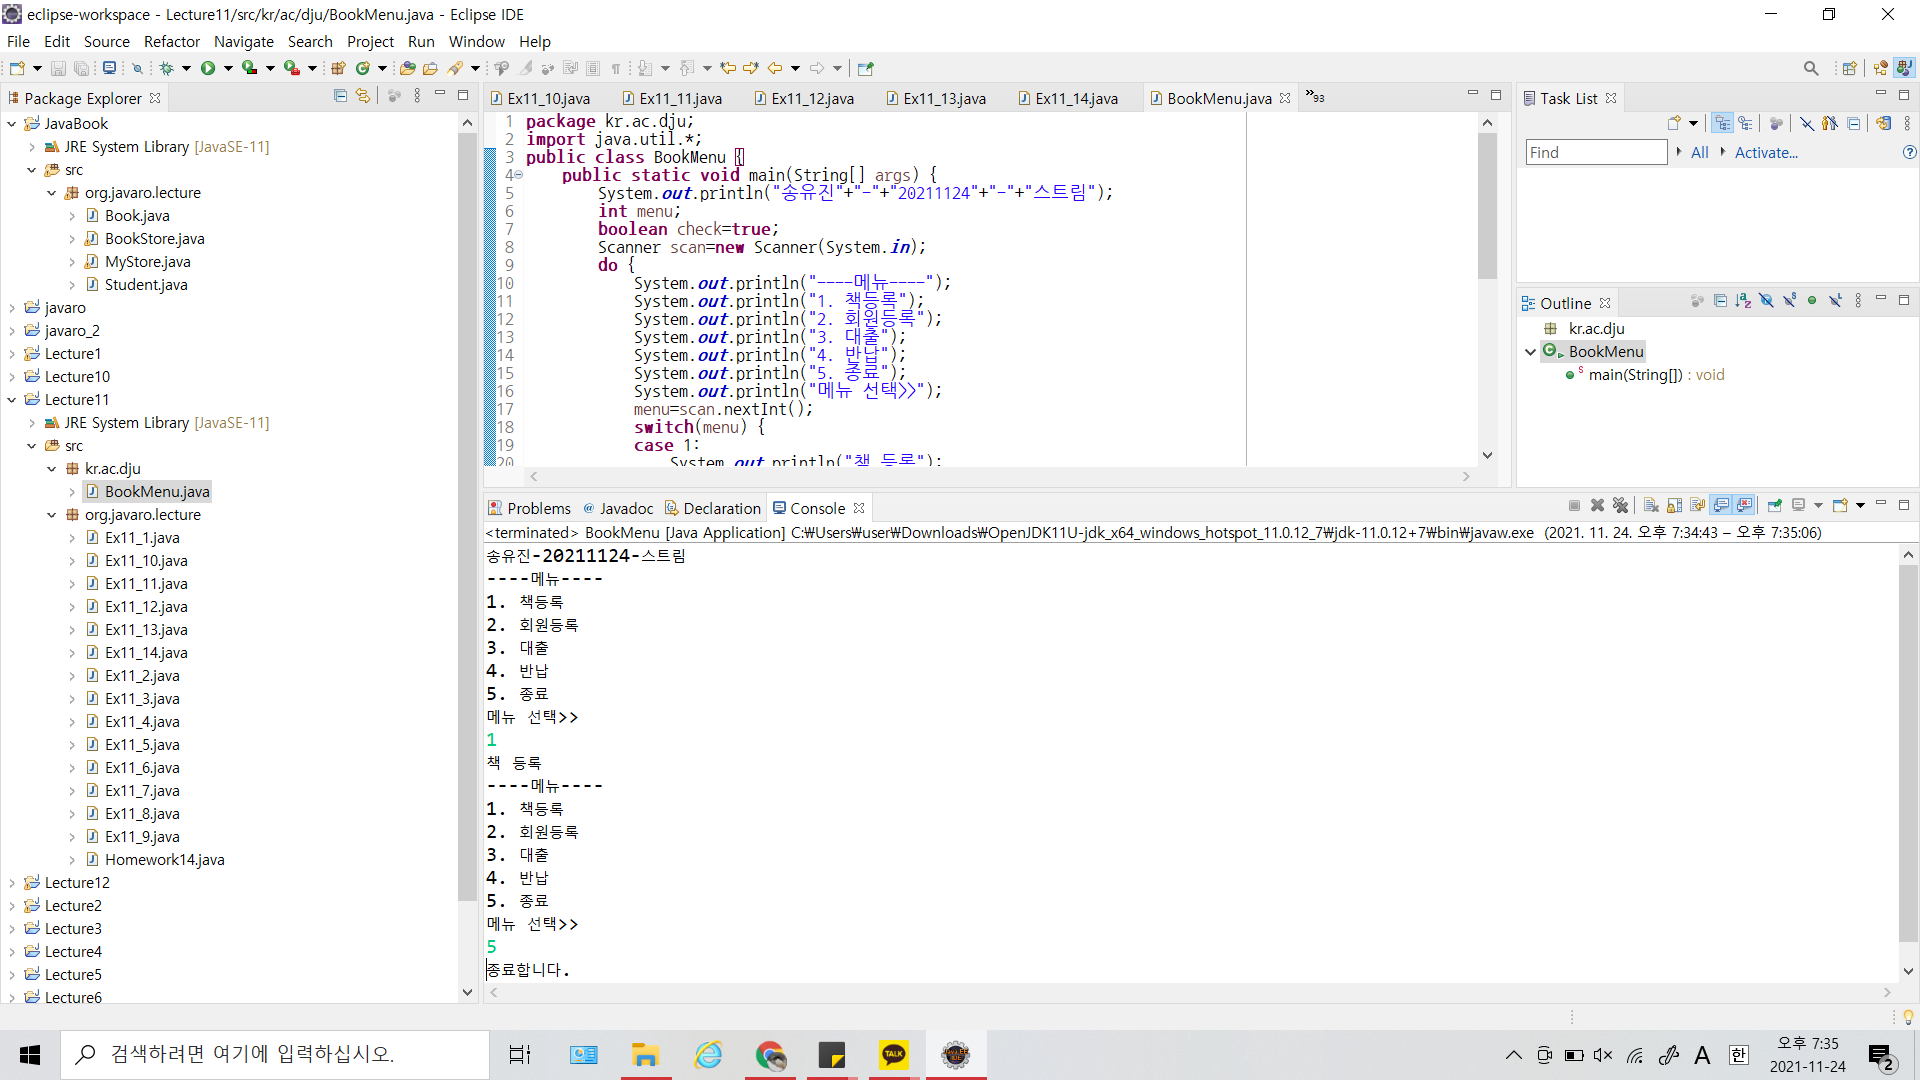 eclipse-workspace - Lecture11/src/kr/ac/dju/BookMenu.java - Eclipse IDE
File Edit Source Refactor Navigate Search Project Run Window Help
Package Explorer
JavaBook
JRE System Library [JavaSE-11]
src
org.javaro.lecture
Book.java
BookStore.java
MyStore.java
Student.java
javaro
javaro_2
Lecture1
Lecture10
Lecture11
JRE System Library [JavaSE-11]
src
kr.ac.dju
BookMenu.java
org.javaro.lecture
Ex11_1.java
Ex11_10.java
Ex11_11.java
Ex11_12.java
Ex11_13.java
Ex11_14.java
Ex11_2.java
Ex11_3.java
Ex11_4.java
Ex11_5.java
Ex11_6.java
Ex11_7.java
Ex11_8.java
Ex11_9.java
Homework14.java
Lecture12
Lecture2
Lecture3
Lecture4
Lecture5
Lecture6
Ex11_10.java Ex11_11.java Ex11_12.java Ex11_13.java Ex11_14.java BookMenu.java »93
1 package kr.ac.dju;
2 import java.util.*;
3 public class BookMenu {
4 public static void main(String[] args) {
5 System.out.println("송유진"+"-"+"20211124"+"-"+"스트림");
6 int menu;
7 boolean check=true;
8 Scanner scan=new Scanner(System.in);
9 do {
10 System.out.println("----메뉴----");
11 System.out.println("1. 책등록");
12 System.out.println("2. 회원등록");
13 System.out.println("3. 대출");
14 System.out.println("4. 반납");
15 System.out.println("5. 종료");
16 System.out.println("메뉴 선택>>");
17 menu=scan.nextInt();
18 switch(menu) {
19 case 1:
20 System.out.println("책 등록");
Problems Javadoc Declaration Console
<terminated> BookMenu [Java Application] C:₩Users₩user₩Downloads₩OpenJDK11U-jdk_x64_windows_hotspot_11.0.12_7₩jdk-11.0.12+7₩bin₩javaw.exe (2021. 11. 24. 오후 7:34:43 – 오후 7:35:06)
송유진-20211124-스트림
----메뉴----
1. 책등록
2. 회원등록
3. 대출
4. 반납
5. 종료
메뉴 선택>>
1
책 등록
----메뉴----
1. 책등록
2. 회원등록
3. 대출
4. 반납
5. 종료
메뉴 선택>>
5
종료합니다.
Task List
Find All Activate...
Outline
kr.ac.dju
BookMenu
main(String[]) : void
검색하려면 여기에 입력하십시오.
TALK
A 한
오후 7:35
2021-11-24
2